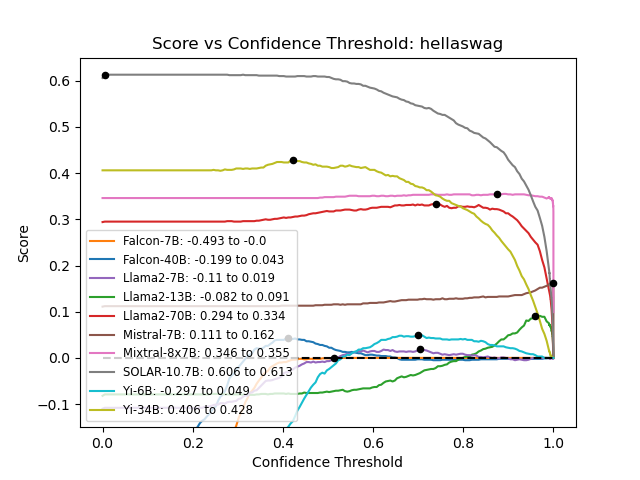 Score vs Confidence Threshold: hellaswag
Score
0.6
0.5
0.4
0.3
0.2
0.1
0.0
−0.1
Falcon-7B: -0.493 to -0.0
Falcon-40B: -0.199 to 0.043
Llama2-7B: -0.11 to 0.019
Llama2-13B: -0.082 to 0.091
Llama2-70B: 0.294 to 0.334
Mistral-7B: 0.111 to 0.162
Mixtral-8x7B: 0.346 to 0.355
SOLAR-10.7B: 0.606 to 0.613
Yi-6B: -0.297 to 0.049
Yi-34B: 0.406 to 0.428
0.0 0.2 0.4 0.6 0.8 1.0
Confidence Threshold